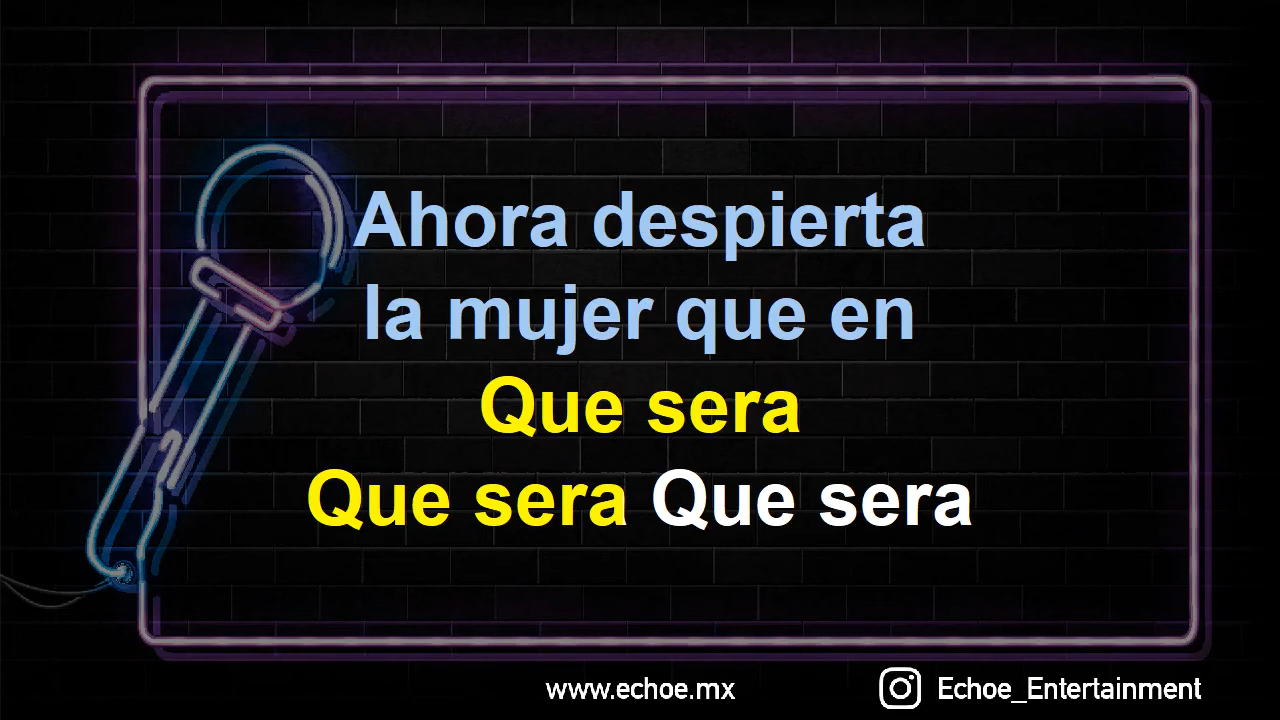 Ahora despierta
la mujer que en
Que sera
Que sera Que sera
www.echoe.mx
Echoe_Entertainment